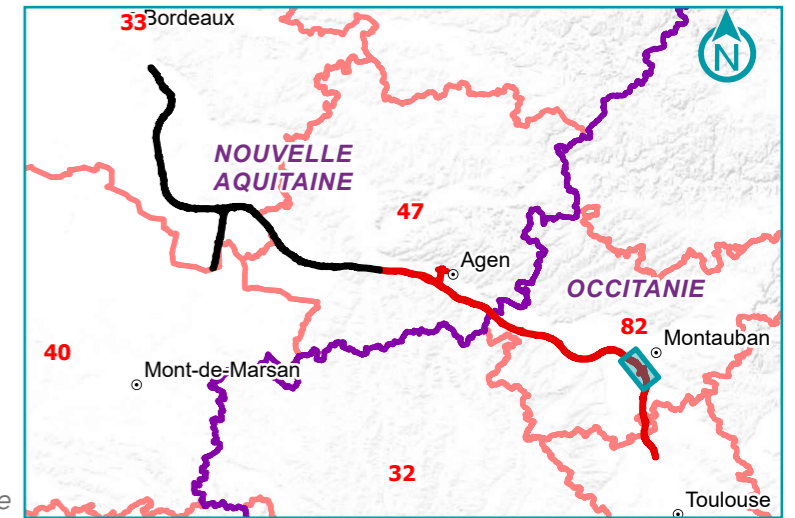 33 Bordeaux
N
NOUVELLE
AQUITAINE
47
Agen
OCCITANIE
82
Montauban
40
Mont-de-Marsan
32
e
Toulouse